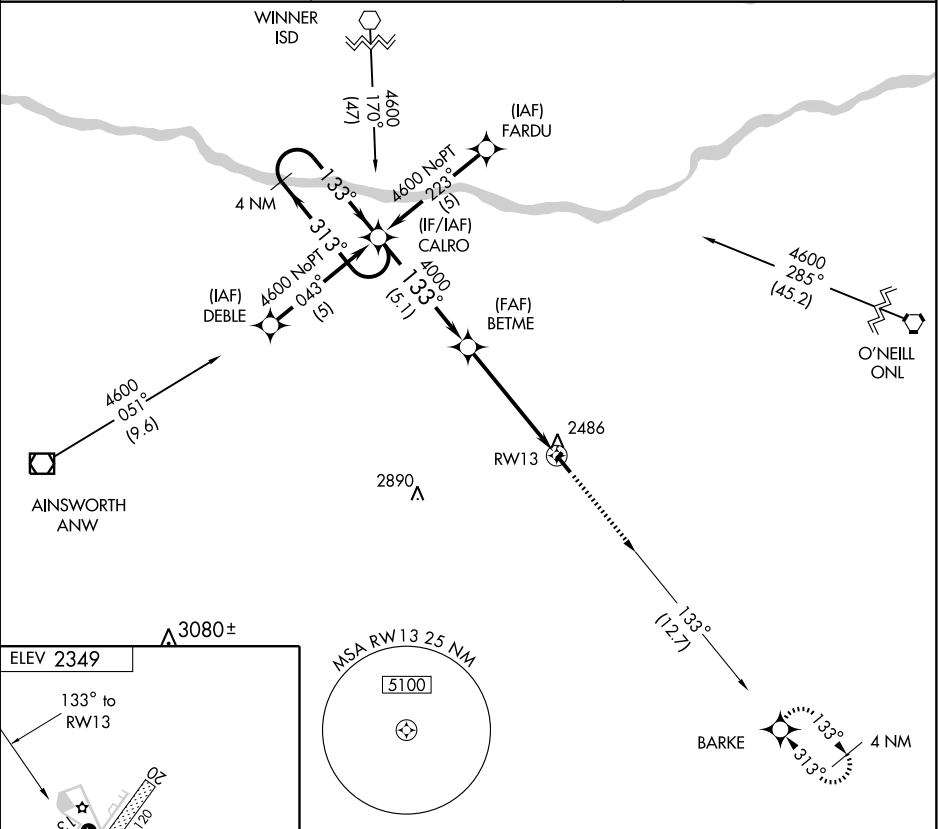 WINNER
ISD
4600
170°
(47)
(IAF)
FARDU
4600 NoPT
223°
(5)
4 NM
133°
313°
(IF/IAF)
CALRO
4600 NoPT
043°
(5)
(IAF)
DEBLE
4000
133°
(5.1)
(FAF)
BETME
4600
285°
(45.2)
O'NEILL
ONL
4600
051°
(9.6)
AINSWORTH
ANW
2486
RW13
2890
133°
(12.7)
3080±
ELEV 2349
133° to
RW13
13
20
120
MSA RW13 25 NM
5100
BARKE
133°
313°
4 NM